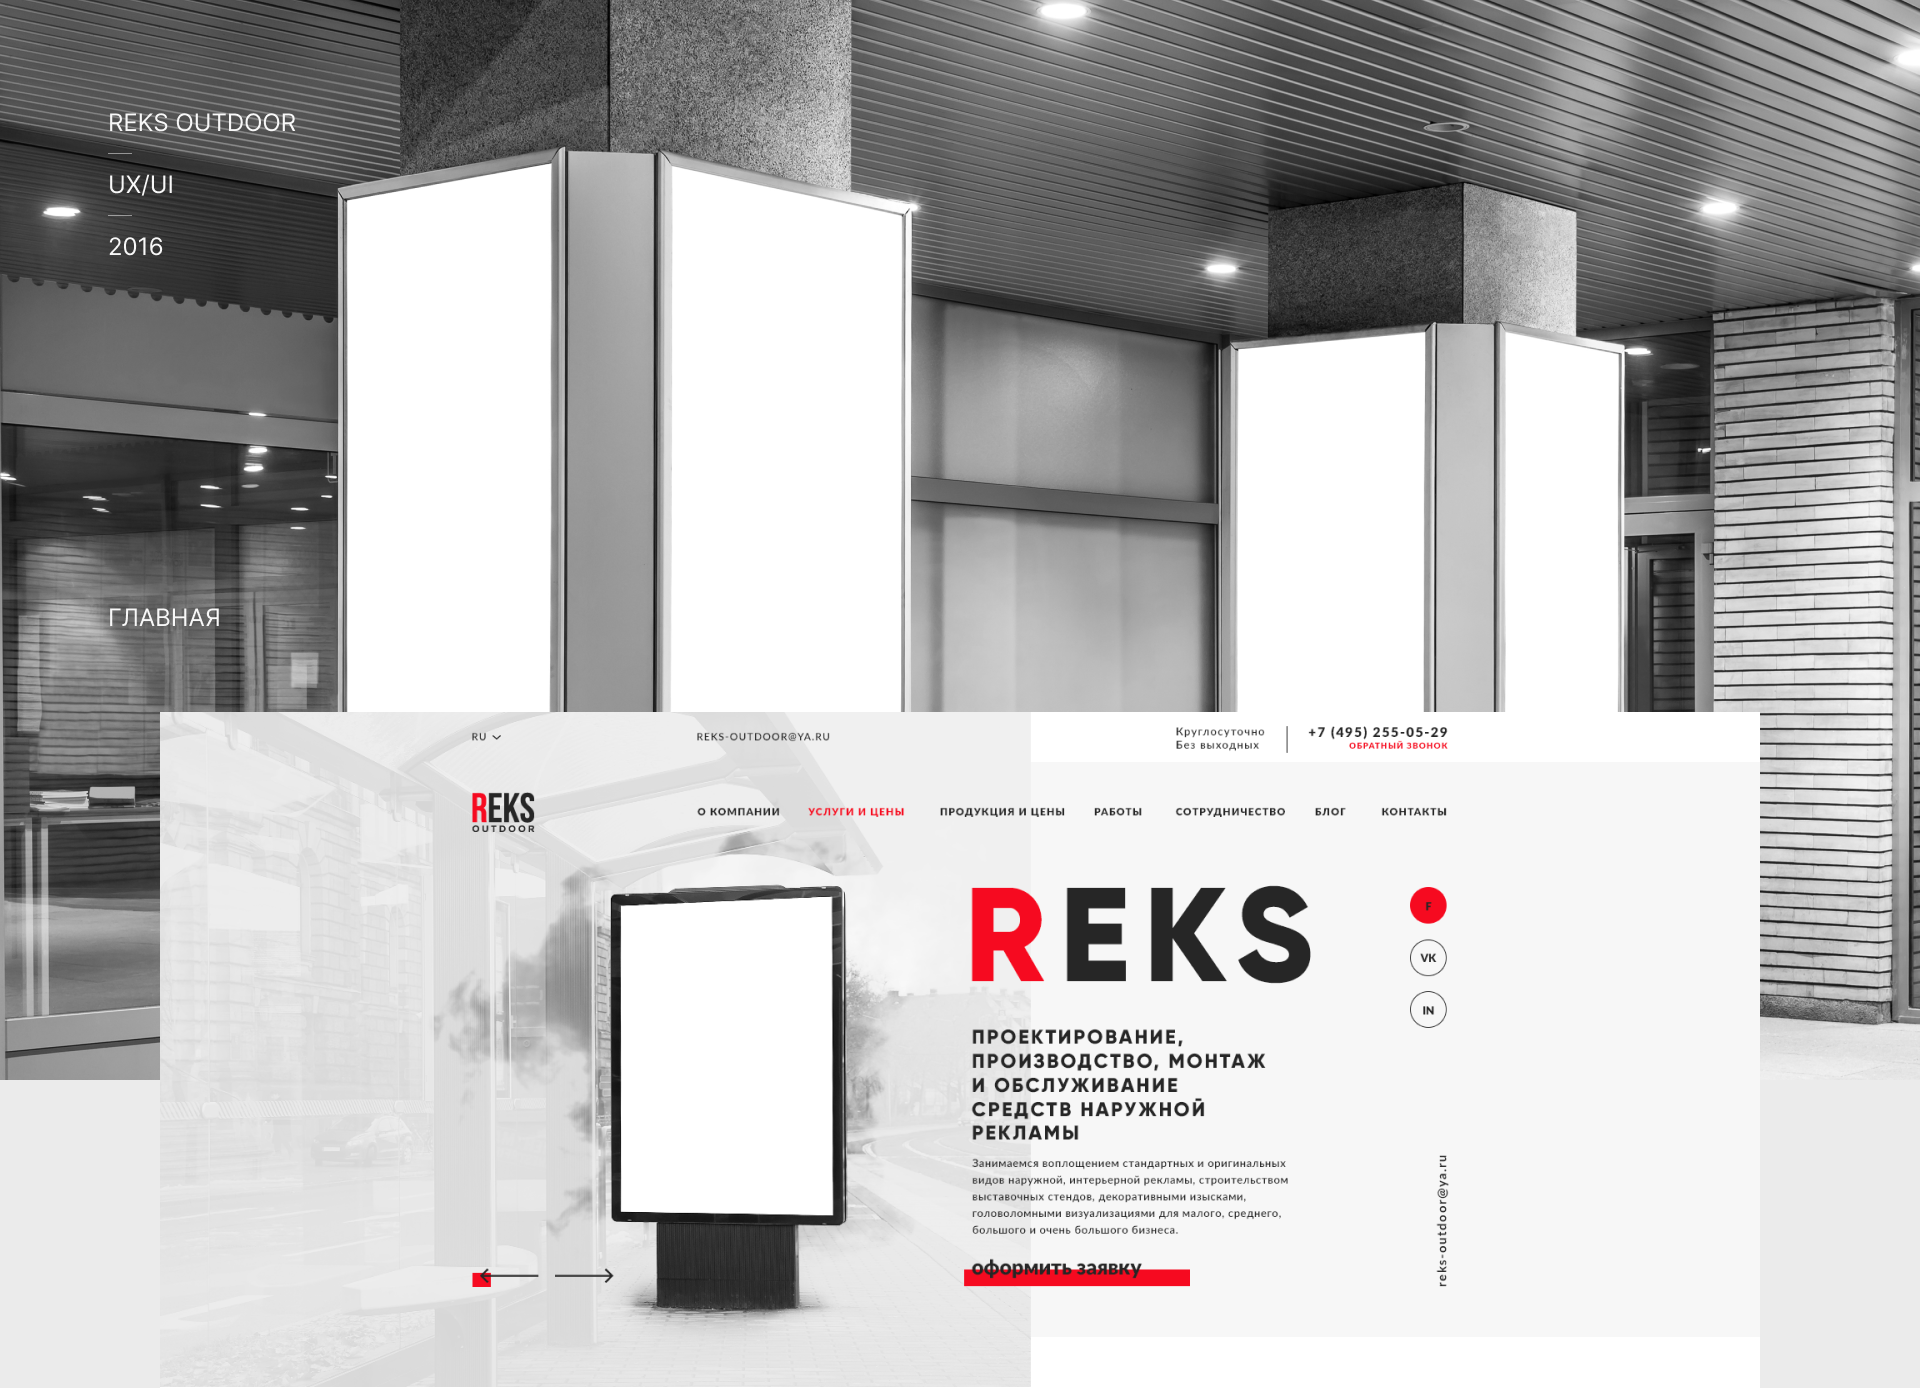 REKS OUTDOOR
UX/UI
2016
ГЛАВНАЯ
RU
REKS-OUTDOOR@YA.RU
Круглосуточно
Без выходных
+7 (495) 255-05-29
ОБРАТНЫЙ ЗВОНОК
REKS
OUTDOOR
О КОМПАНИИ УСЛУГИ И ЦЕНЫ ПРОДУКЦИЯ И ЦЕНЫ РАБОТЫ СОТРУДНИЧЕСТВО БЛОГ КОНТАКТЫ
REKS
F
VK
IN
ПРОЕКТИРОВАНИЕ,
ПРОИЗВОДСТВО, МОНТАЖ
И ОБСЛУЖИВАНИЕ
СРЕДСТВ НАРУЖНОЙ
РЕКЛАМЫ
Занимаемся воплощением стандартных и оригинальных
видов наружной, интерьерной рекламы, строительством
выставочных стендов, декоративными изысками,
головоломными визуализациями для малого, среднего,
большого и очень большого бизнеса.
оформить заявку
reks-outdoor@ya.ru